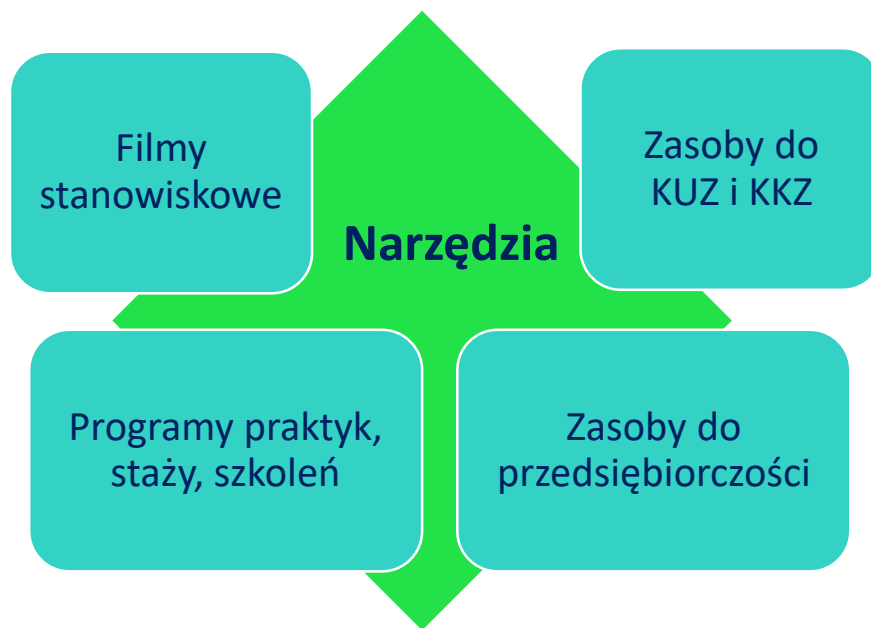 Filmy
stanowiskowe
Zasoby do
KUZ i KKZ
Narzędzia
Programy praktyk,
staży, szkoleń
Zasoby do
przedsiębiorczości